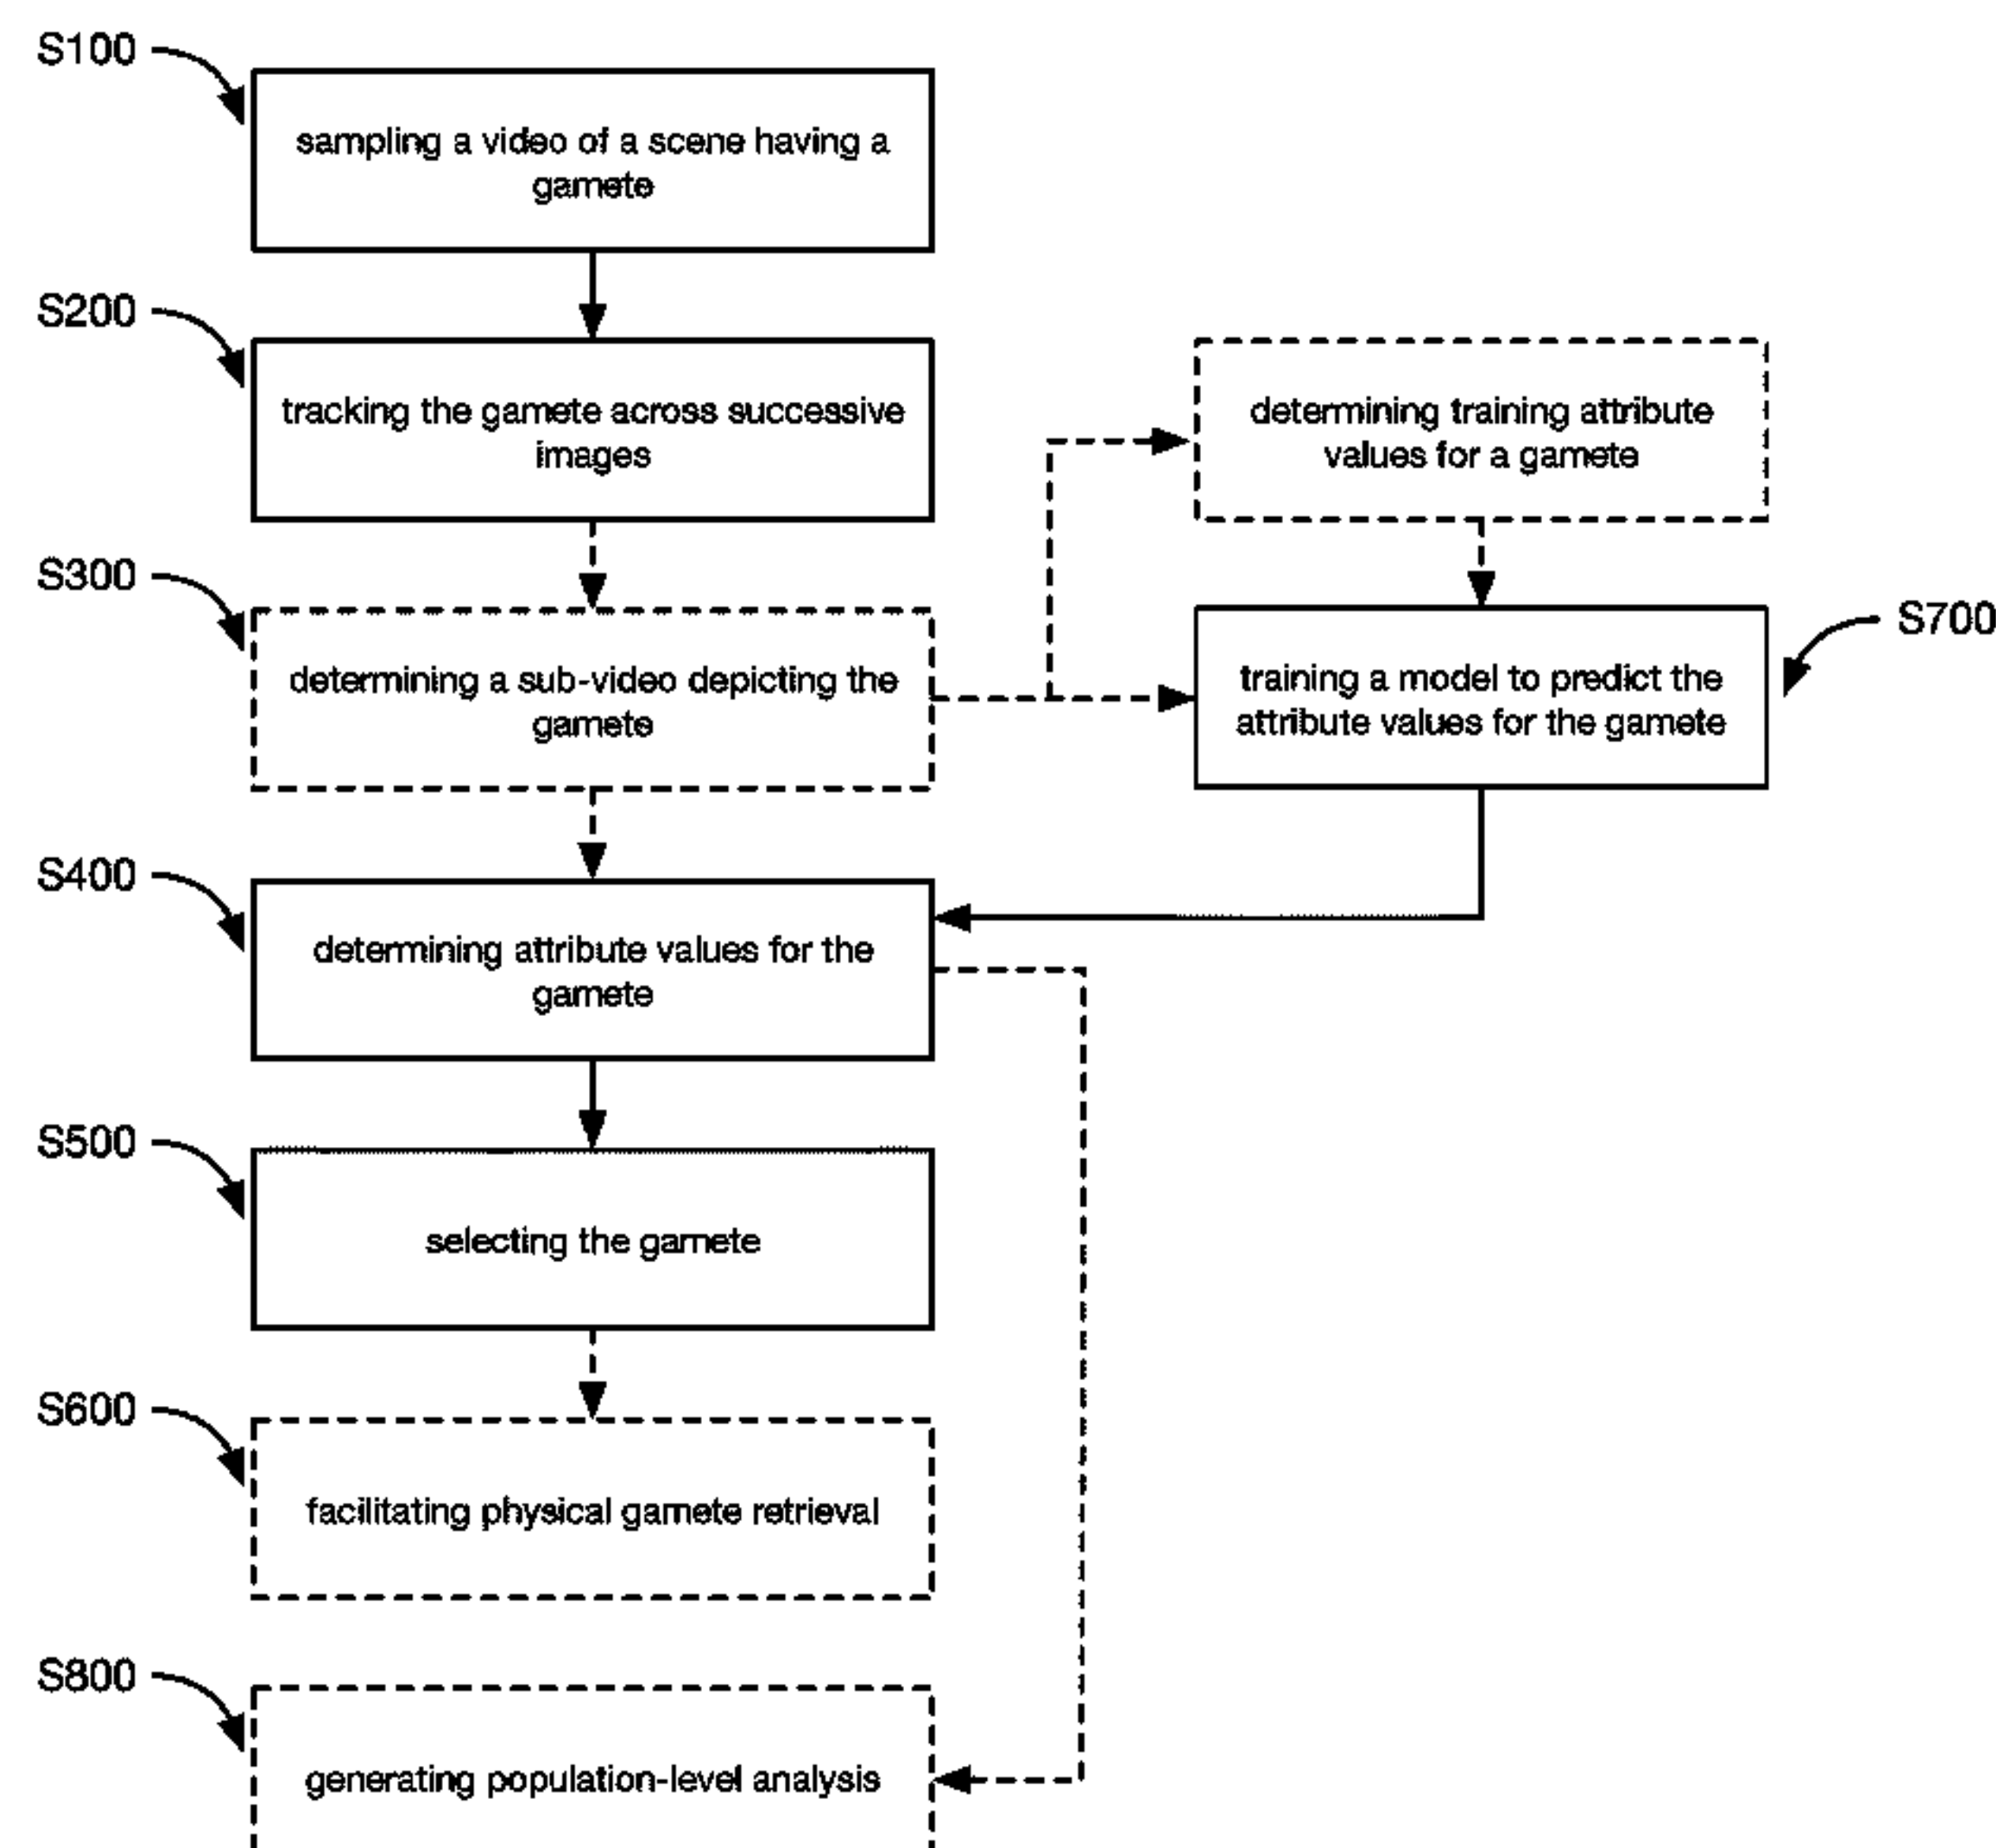 S100
sampling a video of a scene having a
gamete
S200
tracking the gamete across successive
images
determining training attribute
values for a gamete
S300
determining a sub-video depicting the
gamete
S700
training a model to predict the
attribute values for the gamete
S400
determining attribute values for the
gamete
S500
selecting the gamete
S600
facilitating physical gamete retrieval
S800
generating population-level analysis